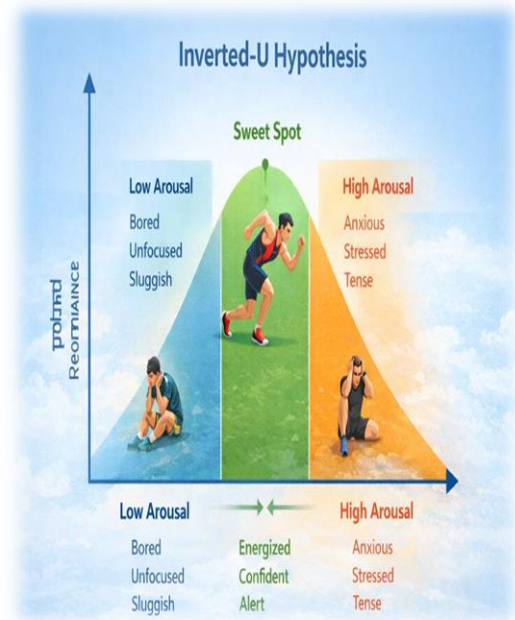 Inverted-U Hypothesis
Sweet Spot
Low Arousal
Bored
Unfocused
Sluggish
High Arousal
Anxious
Stressed
Tense
Low Arousal
Bored
Unfocused
Sluggish
Energized
Confident
Alert
High Arousal
Anxious
Stressed
Tense